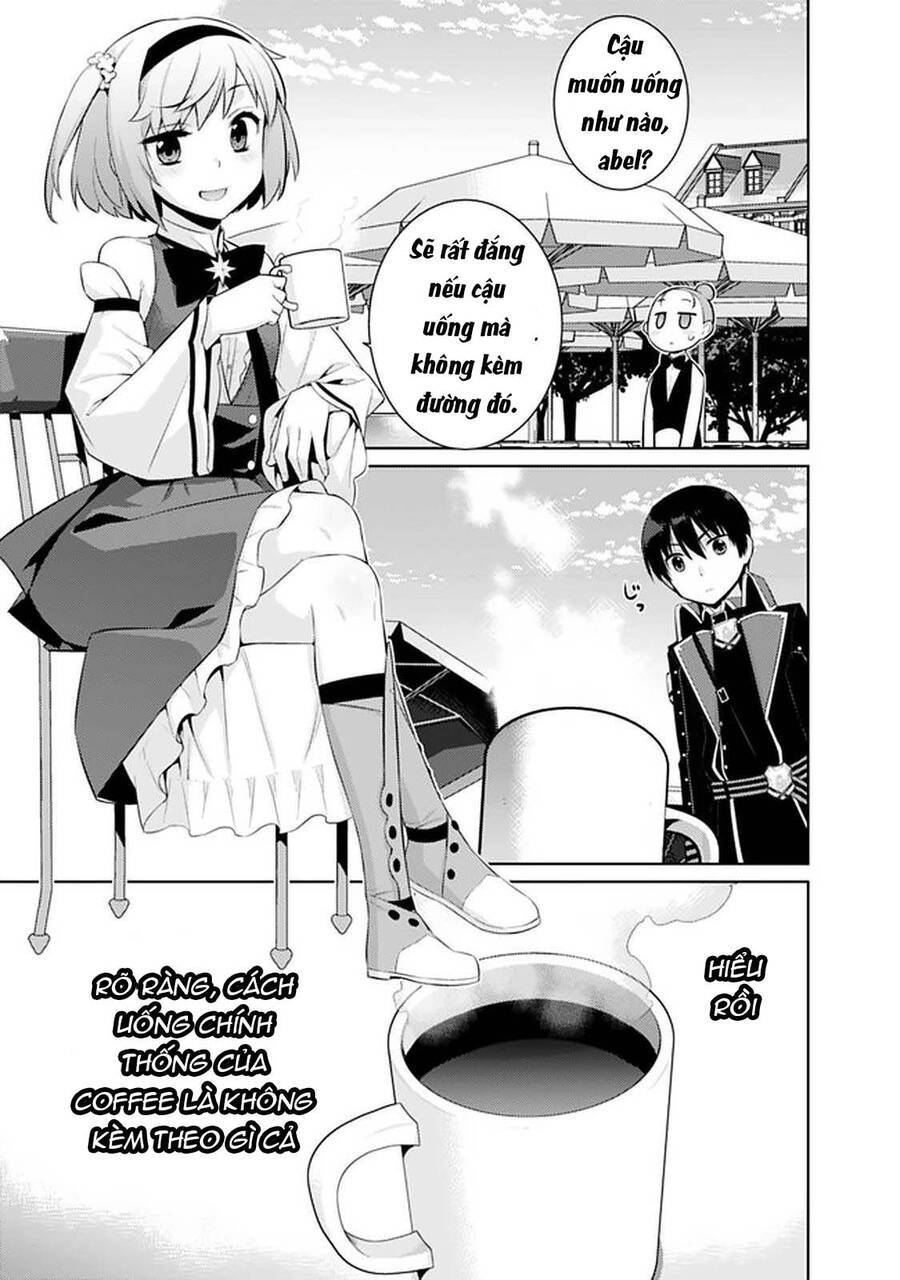 Cậu
muốn uống
như nào,
abel?
Sẽ rất đắng
nếu cậu
uống mà
không kèm
đường đó.
じっ
HIỂU
RỒI
RÕ RÀNG, CÁCH
UỐNG CHÍNH
THỐNG CỦA
COFFEE LÀ KHÔNG
KÈM THEO GÌ CẢ